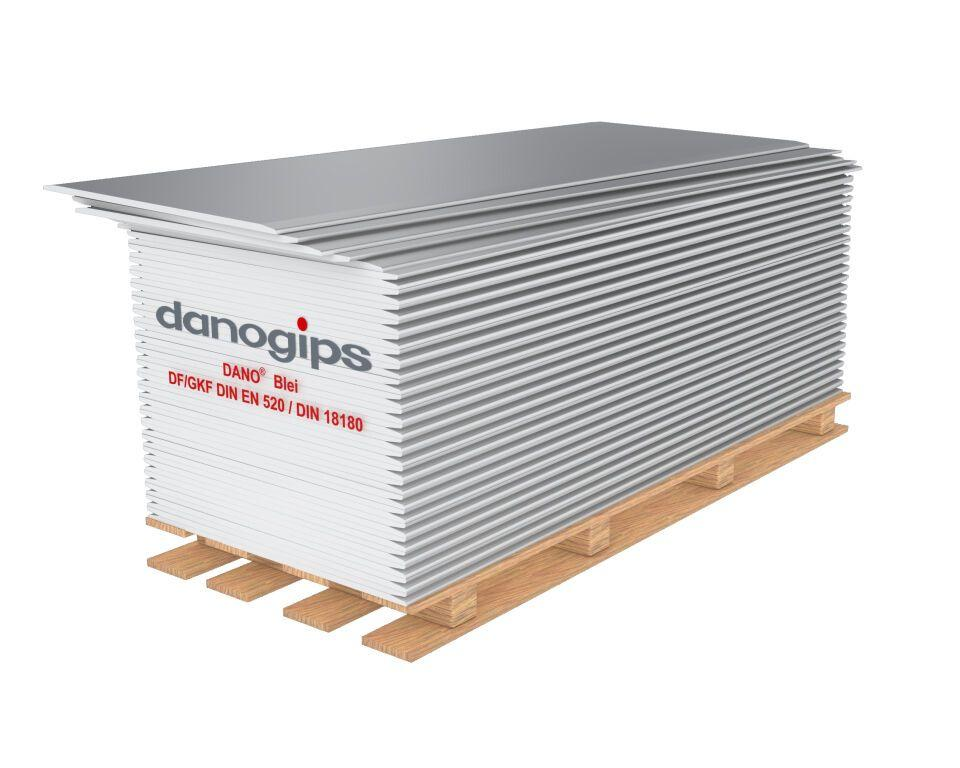 danogips
DANO® Blei
DF/GKF DIN EN 520 / DIN 18180